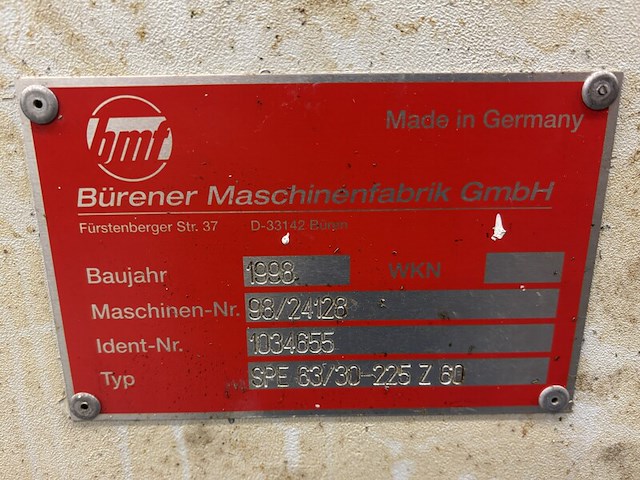 bmf
Made in Germany
Bürener Maschinenfabrik GmbH
Fürstenberger Str. 37 D-33142 Büren
Baujahr 1998 WKN
Maschinen-Nr. 98/24128
Ident-Nr. 1034655
Typ SPE 63/30-225 Z 60